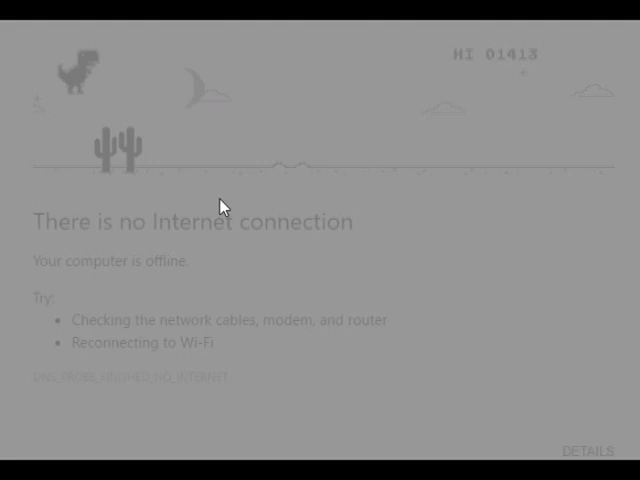 HI 01413
There is no Internet connection
Your computer is offline.
Try:
Checking the network cables, modem, and router
Reconnecting to Wi-Fi
DNS_PROBE_FINISHED_NO_INTERNET
DETAILS